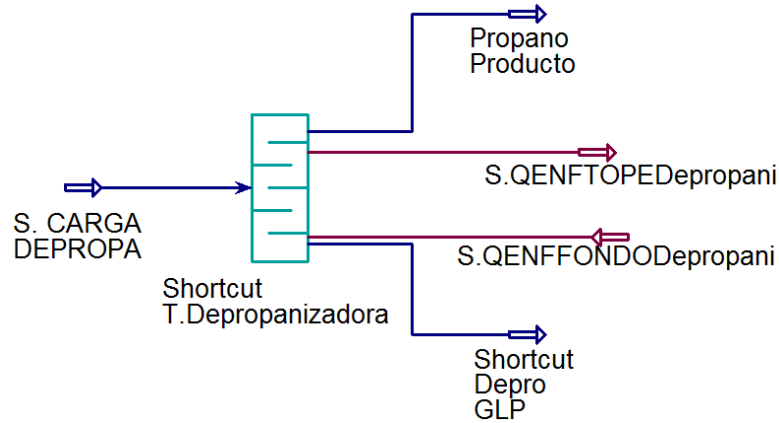 Propano
Producto
S.QENFTOPEDepropani
S. CARGA
DEPROPA
S.QENFFONDODepropani
Shortcut
T.Depropanizadora
Shortcut
Depro
GLP